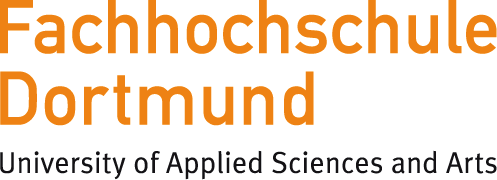 Fachhochschule
Dortmund
University of Applied Sciences and Arts